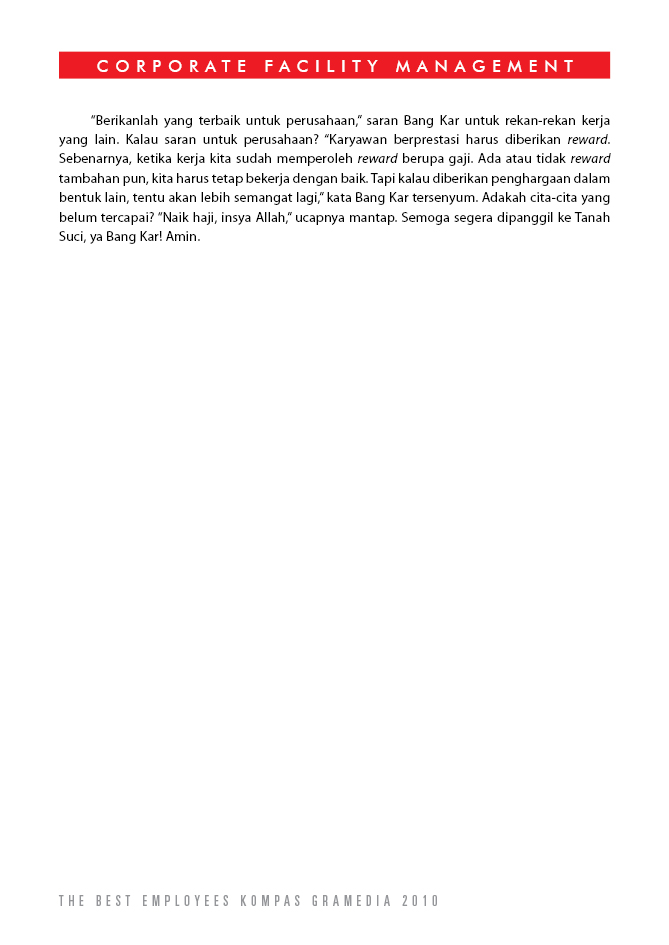 CORPORATE FACILITY MANAGEMENT
“Berikanlah yang terbaik untuk perusahaan,” saran Bang Kar untuk rekan-rekan kerja
yang lain. Kalau saran untuk perusahaan? “Karyawan berprestasi harus diberikan reward.
Sebenarnya, ketika kerja kita sudah memperoleh reward berupa gaji. Ada atau tidak reward
tambahan pun, kita harus tetap bekerja dengan baik. Tapi kalau diberikan penghargaan dalam
bentuk lain, tentu akan lebih semangat lagi,” kata Bang Kar tersenyum. Adakah cita-cita yang
belum tercapai? “Naik haji, insya Allah,” ucapnya mantap. Semoga segera dipanggil ke Tanah
Suci, ya Bang Kar! Amin.
THE BEST EMPLOYEES KOMPAS GRAMEDIA 2010